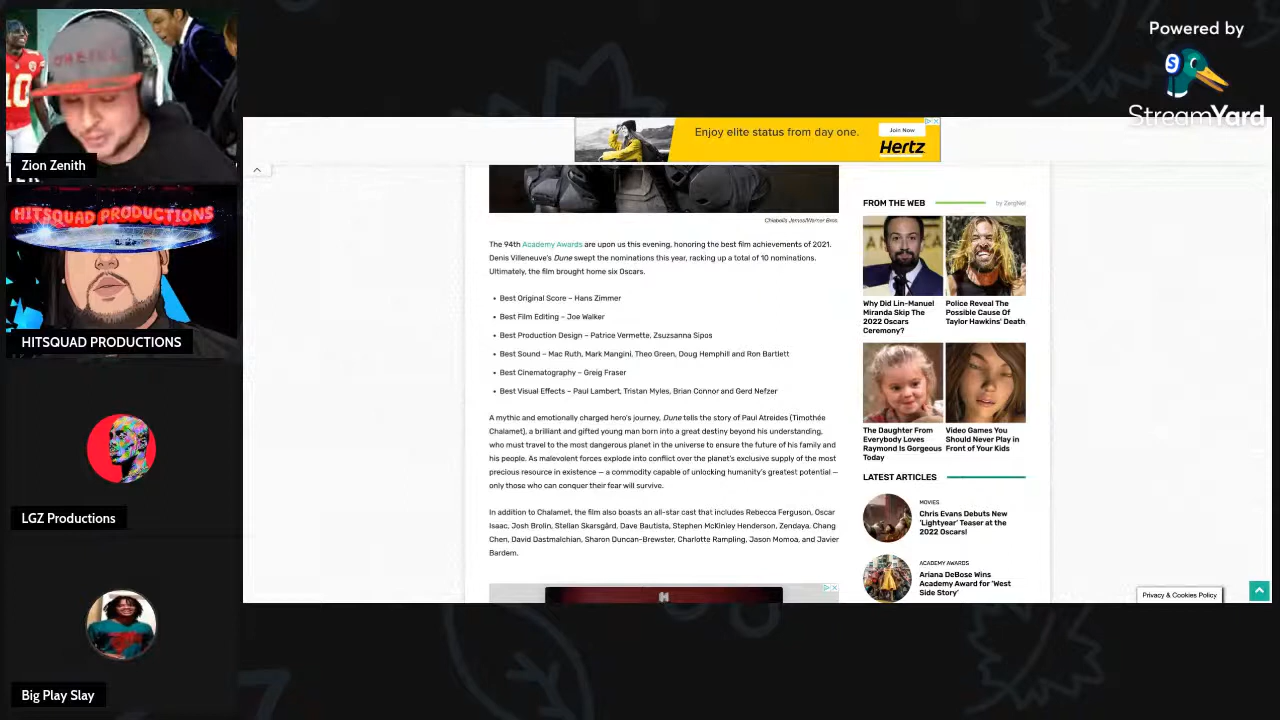 Powered by
StreamYard
10
Zion Zenith
HITSQUAD PRODUCTIONS
HITSQUAD PRODUCTIONS
LGZ Productions
Big Play Slay
Enjoy elite status from day one.
Join Now
Hertz
Chiabella James/Warner Bros.
The 94th Academy Awards are upon us this evening, honoring the best film achievements of 2021.
Denis Villeneuve's Dune swept the nominations this year, racking up a total of 10 nominations.
Ultimately, the film brought home six Oscars.
• Best Original Score – Hans Zimmer
• Best Film Editing – Joe Walker
• Best Production Design – Patrice Vermette, Zsuzsanna Sipos
• Best Sound – Mac Ruth, Mark Mangini, Theo Green, Doug Hemphill and Ron Bartlett
• Best Cinematography – Greig Fraser
• Best Visual Effects – Paul Lambert, Tristan Myles, Brian Connor and Gerd Nefzer
A mythic and emotionally charged hero's journey, Dune tells the story of Paul Atreides (Timothée
Chalamet), a brilliant and gifted young man born into a great destiny beyond his understanding,
who must travel to the most dangerous planet in the universe to ensure the future of his family and
his people. As malevolent forces explode into conflict over the planet's exclusive supply of the most
precious resource in existence — a commodity capable of unlocking humanity's greatest potential —
only those who can conquer their fear will survive.
In addition to Chalamet, the film also boasts an all-star cast that includes Rebecca Ferguson, Oscar
Isaac, Josh Brolin, Stellan Skarsgård, Dave Bautista, Stephen McKinley Henderson, Zendaya, Chang
Chen, David Dastmalchian, Sharon Duncan-Brewster, Charlotte Rampling, Jason Momoa, and Javier
Bardem.
FROM THE WEB
by ZergNet
Why Did Lin-Manuel
Miranda Skip The
2022 Oscars
Ceremony?
Police Reveal The
Possible Cause Of
Taylor Hawkins' Death
The Daughter From
Everybody Loves
Raymond Is Gorgeous
Today
Video Games You
Should Never Play in
Front of Your Kids
LATEST ARTICLES
MOVIES
Chris Evans Debuts New
'Lightyear' Teaser at the
2022 Oscars!
ACADEMY AWARDS
Ariana DeBose Wins
Academy Award for 'West
Side Story'
Privacy & Cookies Policy